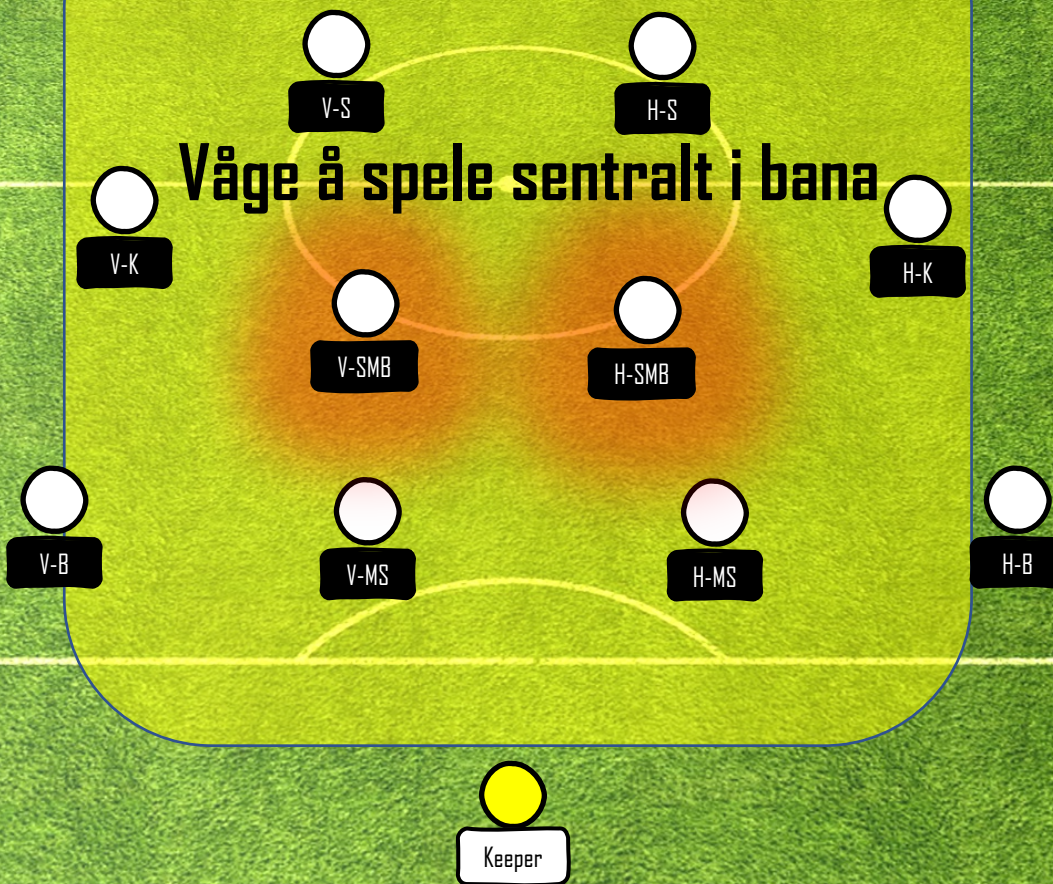 V-S
H-S
Våge å spele sentralt i bana
V-K
H-K
V-SMB
H-SMB
V-B
V-MS
H-MS
H-B
Keeper